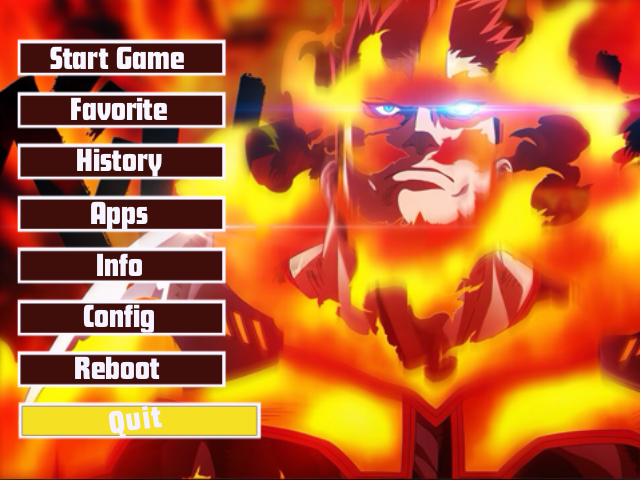 Start Game
Favorite
History
Apps
Info
Config
Reboot
Quit